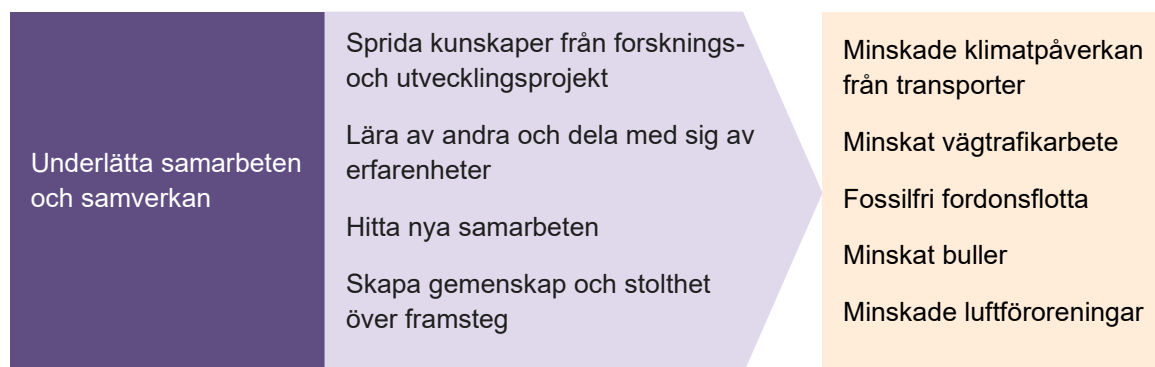 Underlätta samarbeten
och samverkan
Sprida kunskaper från forsknings-
och utvecklingsprojekt
Lära av andra och dela med sig av
erfarenheter
Hitta nya samarbeten
Skapa gemenskap och stolthet
över framsteg
Minskade klimatpåverkan
från transporter
Minskat vägtrafikarbete
Fossilfri fordonsflotta
Minskat buller
Minskade luftföroreningar